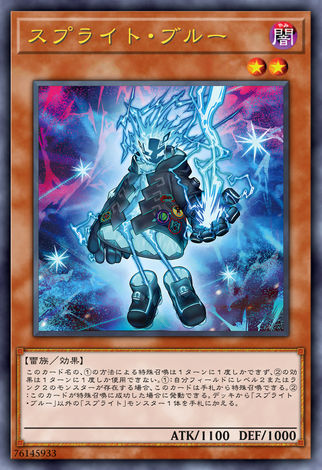 スプライト・ブルー
闇
やみ
【雷族/効果】
このカード名の、①の方法による特殊召喚は1ターンに1度しかできず、②の効
果は1ターンに1度しか使用できない。①:自分フィールドにレベル2またはラ
ンク2のモンスターが存在する場合、このカードは手札から特殊召喚できる。②
:このカードが特殊召喚に成功した場合に発動できる。デッキから「スプライト
・ブルー」以外の「スプライト」モンスター1体を手札に加える。
ATK/1100 DEF/1000
76145933